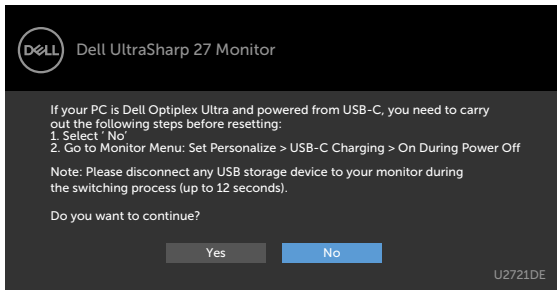 DELL
Dell UltraSharp 27 Monitor
If your PC is Dell Optiplex Ultra and powered from USB-C, you need to carry
out the following steps before resetting:
1. Select ‘ No’
2. Go to Monitor Menu: Set Personalize > USB-C Charging > On During Power Off
Note: Please disconnect any USB storage device to your monitor during
the switching process (up to 12 seconds).
Do you want to continue?
Yes No
U2721DE